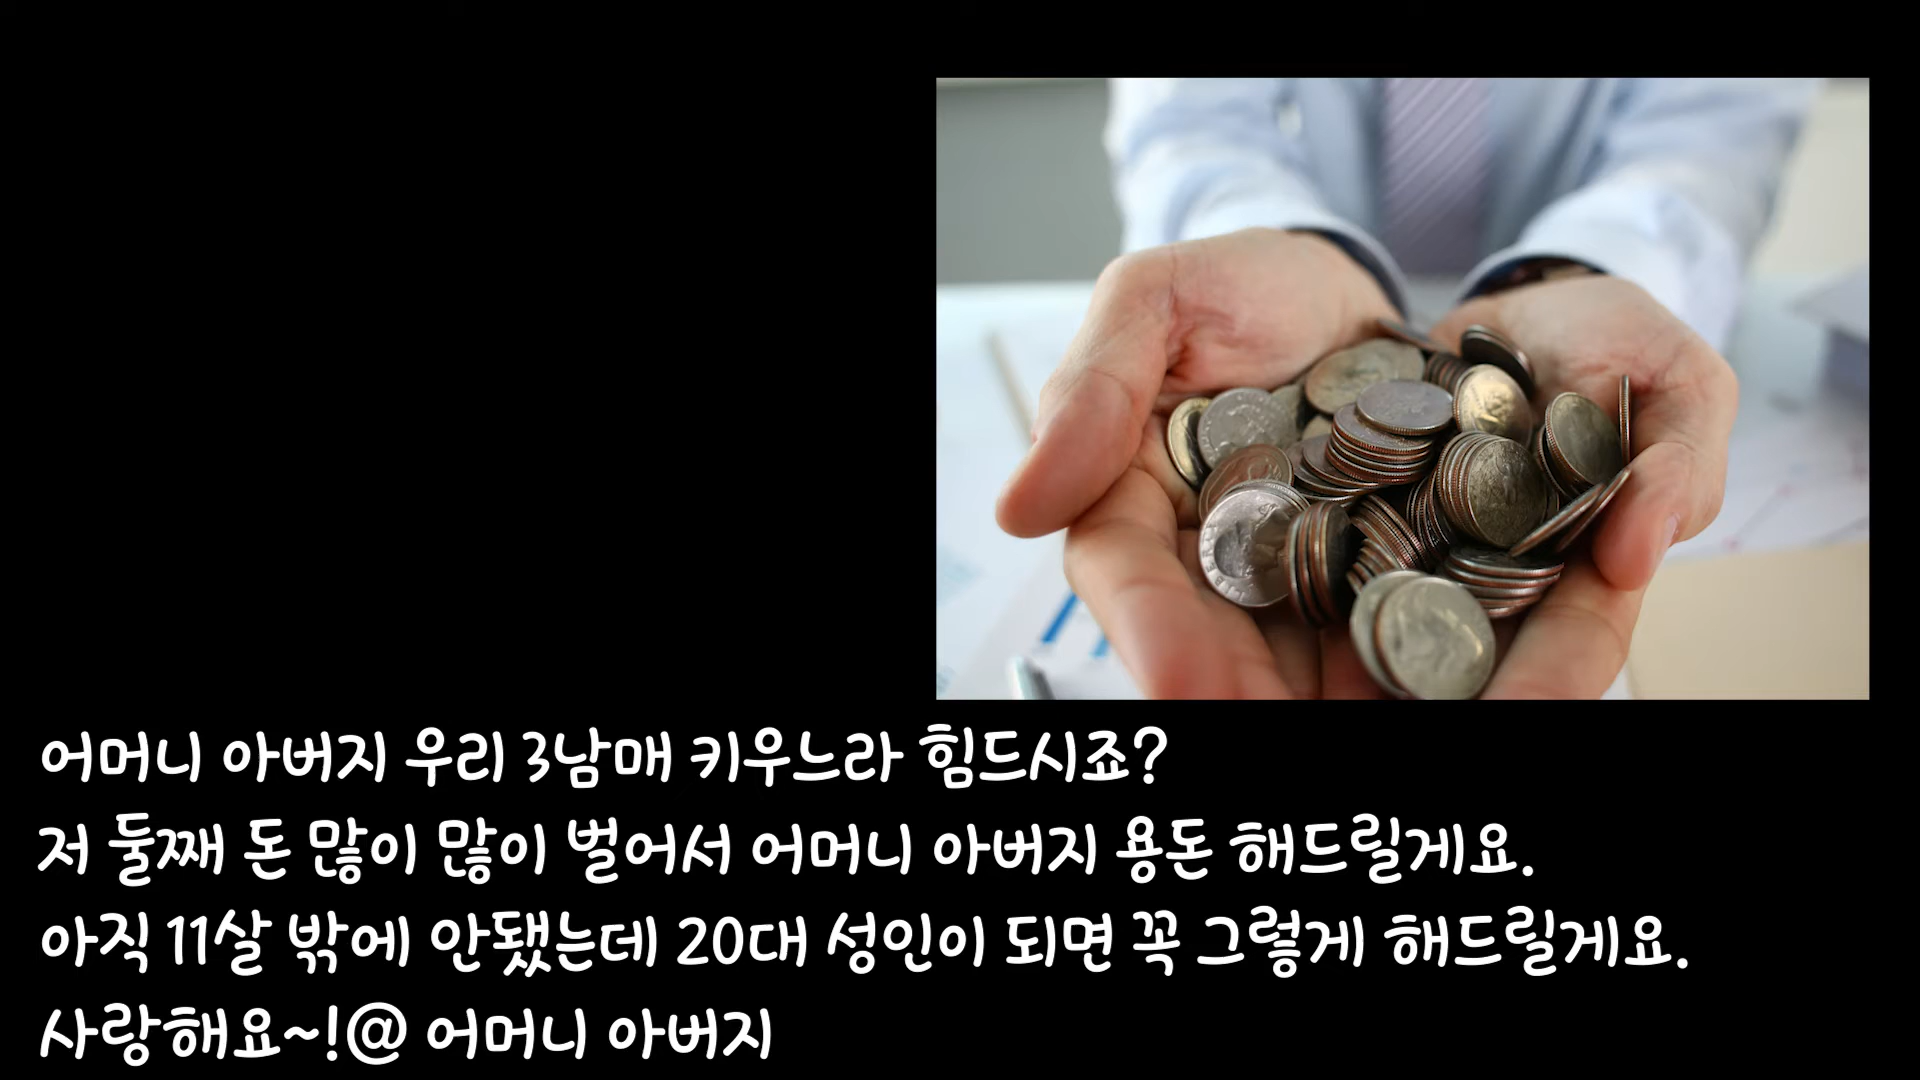 어머니 아버지 우리 3남매 키우느라 힘드시죠?
저 둘째 돈 많이 많이 벌어서 어머니 아버지 용돈 해드릴게요.
아직 11살 밖에 안됐는데 20대 성인이 되면 꼭 그렇게 해드릴게요.
사랑해요~!@ 어머니 아버지